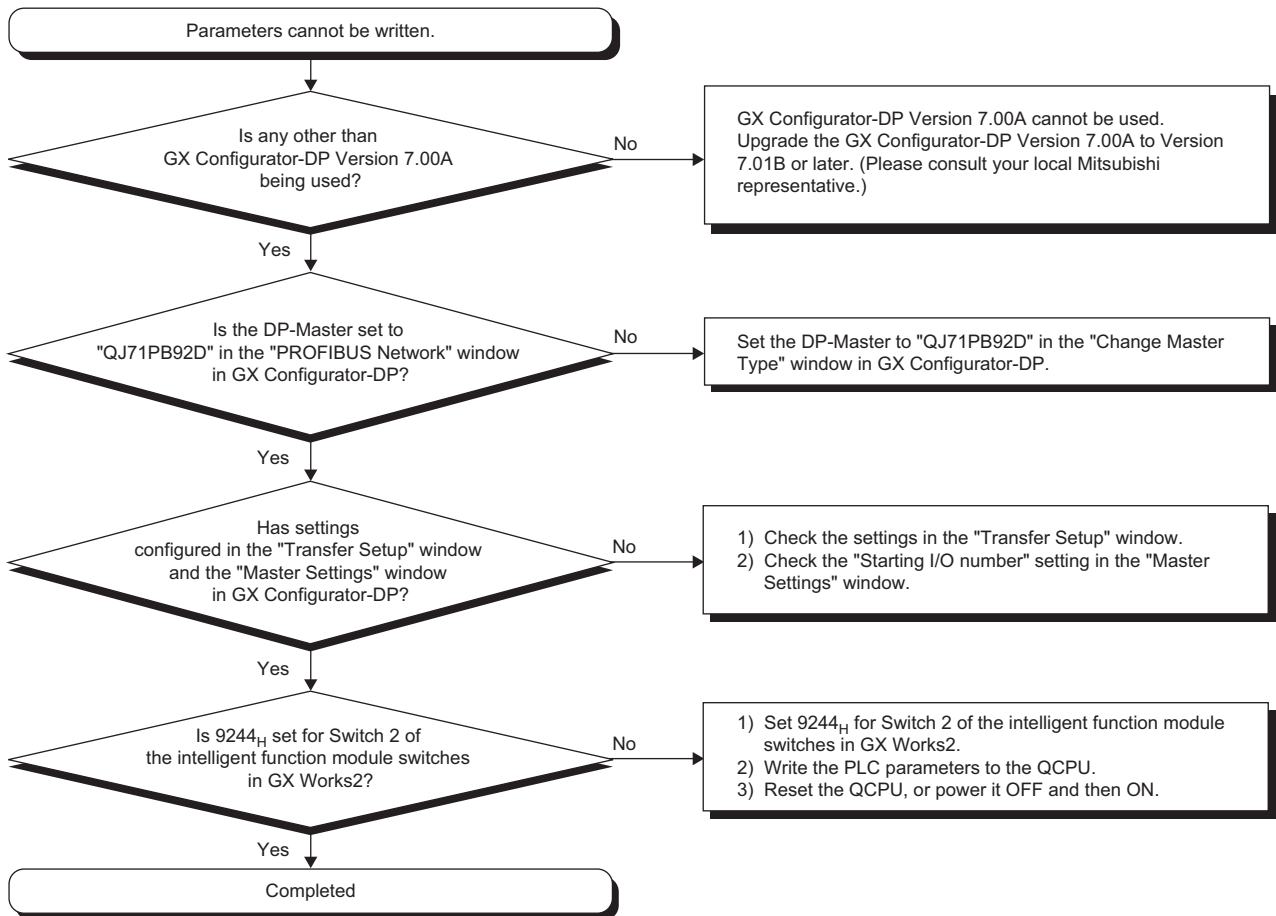 Parameters cannot be written.
Is any other than
GX Configurator-DP Version 7.00A
being used?
No
GX Configurator-DP Version 7.00A cannot be used.
Upgrade the GX Configurator-DP Version 7.00A to Version
7.01B or later. (Please consult your local Mitsubishi
representative.)
Yes
Is the DP-Master set to
"QJ71PB92D" in the "PROFIBUS Network" window
in GX Configurator-DP?
No
Set the DP-Master to "QJ71PB92D" in the "Change Master
Type" window in GX Configurator-DP.
Yes
Has settings
configured in the "Transfer Setup" window
and the "Master Settings" window
in GX Configurator-DP?
No
1) Check the settings in the "Transfer Setup" window.
2) Check the "Starting I/O number" setting in the "Master
Settings" window.
Yes
Is 9244H set for Switch 2 of
the intelligent function module switches
in GX Works2?
No
1) Set 9244H for Switch 2 of the intelligent function module
switches in GX Works2.
2) Write the PLC parameters to the QCPU.
3) Reset the QCPU, or power it OFF and then ON.
Yes
Completed